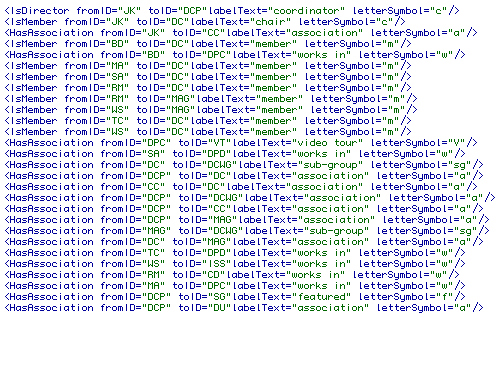 <IsDirector fromID="JK" toID="DCP"labelText="coordinator" letterSymbol="c"/>
<IsMember fromID="JK" toID="DC"labelText="chair" letterSymbol="c"/>
<HasAssociation fromID="JK" toID="CC"labelText="association" letterSymbol="a"/>
<IsMember fromID="BD" toID="DC"labelText="member" letterSymbol="m"/>
<HasAssociation fromID="BD" toID="DPC"labelText="works in" letterSymbol="w"/>
<IsMember fromID="MA" toID="DC"labelText="member" letterSymbol="m"/>
<IsMember fromID="SA" toID="DC"labelText="member" letterSymbol="m"/>
<IsMember fromID="RM" toID="DC"labelText="member" letterSymbol="m"/>
<IsMember fromID="RM" toID="MAG"labelText="member" letterSymbol="m"/>
<IsMember fromID="WS" toID="MAG"labelText="member" letterSymbol="m"/>
<IsMember fromID="TC" toID="DC"labelText="member" letterSymbol="m"/>
<IsMember fromID="WS" toID="DC"labelText="member" letterSymbol="m"/>
<HasAssociation fromID="DPC" toID="VT"labelText="video tour" letterSymbol="V"/>
<HasAssociation fromID="SA" toID="DPD"labelText="works in" letterSymbol="w"/>
<HasAssociation fromID="DC" toID="DCWG"labelText="sub-group" letterSymbol="sg"/>
<HasAssociation fromID="DCP" toID="DC"labelText="association" letterSymbol="a"/>
<HasAssociation fromID="CC" toID="DC"labelText="association" letterSymbol="a"/>
<HasAssociation fromID="DCP" toID="DCWG"labelText="association" letterSymbol="a"/>
<HasAssociation fromID="DCP" toID="CC"labelText="association" letterSymbol="a"/>
<HasAssociation fromID="DCP" toID="MAG"labelText="association" letterSymbol="a"/>
<HasAssociation fromID="MAG" toID="DCWG"labelText="sub-group" letterSymbol="sg"/>
<HasAssociation fromID="DC" toID="MAG"labelText="association" letterSymbol="a"/>
<HasAssociation fromID="TC" toID="DPD"labelText="works in" letterSymbol="w"/>
<HasAssociation fromID="WS" toID="ISS"labelText="works in" letterSymbol="w"/>
<HasAssociation fromID="RM" toID="CD"labelText="works in" letterSymbol="w"/>
<HasAssociation fromID="MA" toID="DPC"labelText="works in" letterSymbol="w"/>
<HasAssociation fromID="DCP" toID="SG"labelText="featured" letterSymbol="f"/>
<HasAssociation fromID="DCP" toID="DU"labelText="association" letterSymbol="a"/>